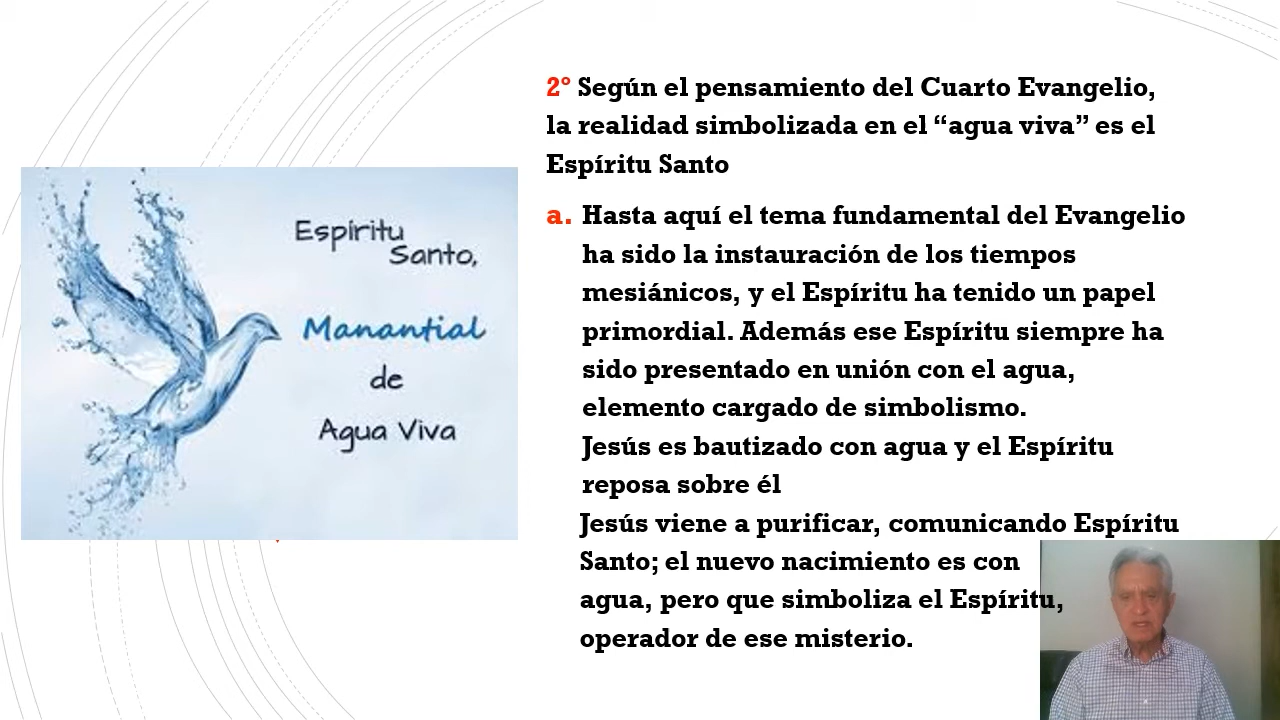 Espíritu
Santo,
Manantial
de
Agua Viva
2° Según el pensamiento del Cuarto Evangelio,
la realidad simbolizada en el “agua viva” es el
Espíritu Santo
a. Hasta aquí el tema fundamental del Evangelio
ha sido la instauración de los tiempos
mesiánicos, y el Espíritu ha tenido un papel
primordial. Además ese Espíritu siempre ha
sido presentado en unión con el agua,
elemento cargado de simbolismo.
Jesús es bautizado con agua y el Espíritu
reposa sobre él
Jesús viene a purificar, comunicando Espíritu
Santo; el nuevo nacimiento es con
agua, pero que simboliza el Espíritu,
operador de ese misterio.